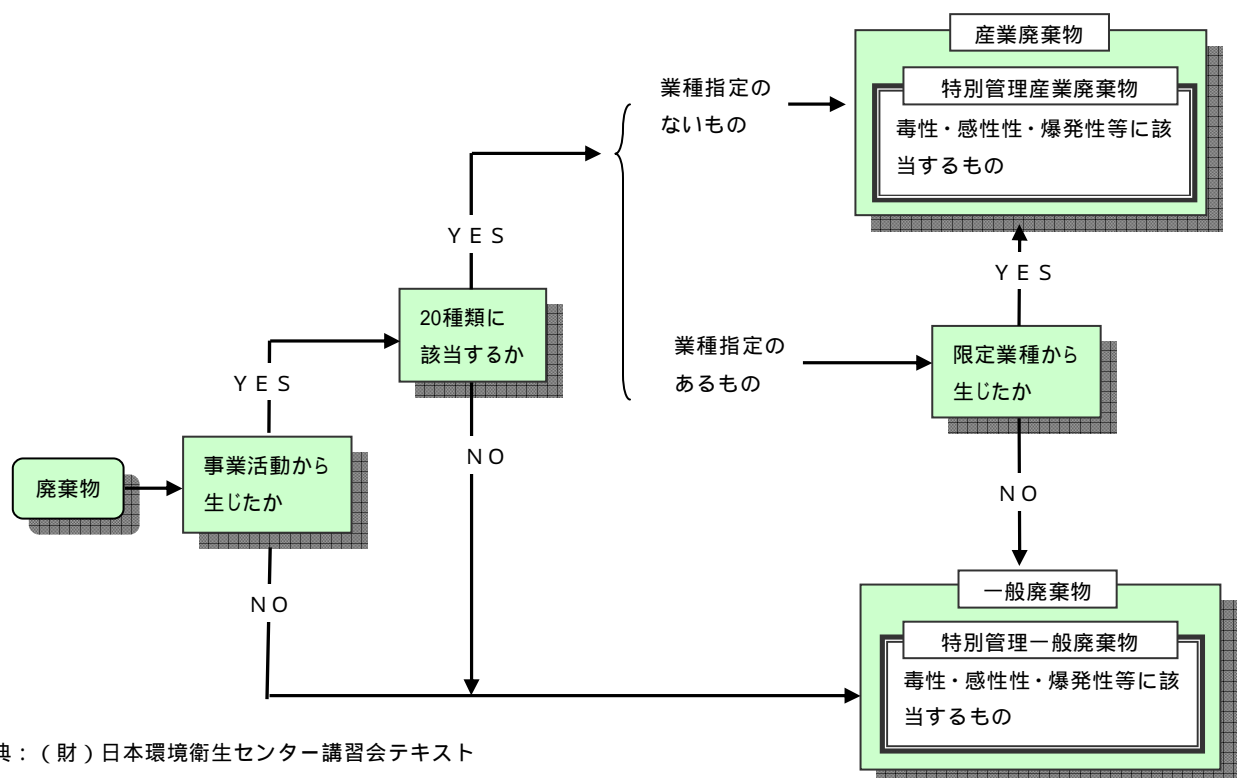 産業廃棄物
特別管理産業廃棄物
毒性・感性性・爆発性等に該
当するもの
業種指定の
ないもの
YES
YES
20種類に
該当するか
業種指定の
あるもの
限定業種から
生じたか
YES
NO
NO
廃棄物
事業活動から
生じたか
NO
一般廃棄物
特別管理一般廃棄物
毒性・感性性・爆発性等に該
当するもの
典：（財）日本環境衛生センター講習会テキスト